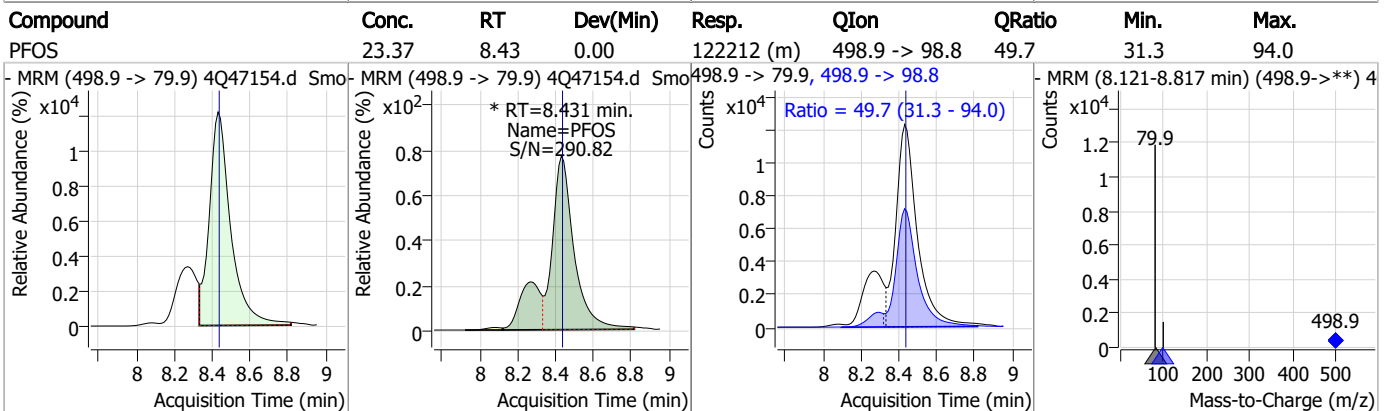 Compound Conc. RT Dev(Min) Resp. QIon QRatio Min. Max.
PFOS 23.37 8.43 0.00 122212 (m) 498.9 -> 98.8 49.7 31.3 94.0
- MRM (498.9 -> 79.9) 4Q47154.d Smo
Relative Abundance (%)
x10⁴
1
0.8
0.6
0.4
0.2
0
8 8.2 8.4 8.6 8.8 9
Acquisition Time (min)
- MRM (498.9 -> 79.9) 4Q47154.d Smo
Relative Abundance (%)
x10²
* RT=8.431 min.
Name=PFOS
S/N=290.82
0.8
0.6
0.4
0.2
0
8 8.2 8.4 8.6 8.8 9
Acquisition Time (min)
498.9 -> 79.9, 498.9 -> 98.8
Counts
x10⁴
Ratio = 49.7 (31.3 - 94.0)
1
0.8
0.6
0.4
0.2
0
8 8.2 8.4 8.6 8.8 9
Acquisition Time (min)
- MRM (8.121-8.817 min) (498.9->**) 4
Counts
x10⁴
79.9
1.2
1
0.8
0.6
0.4
0.2
0
498.9
100 200 300 400 500
Mass-to-Charge (m/z)